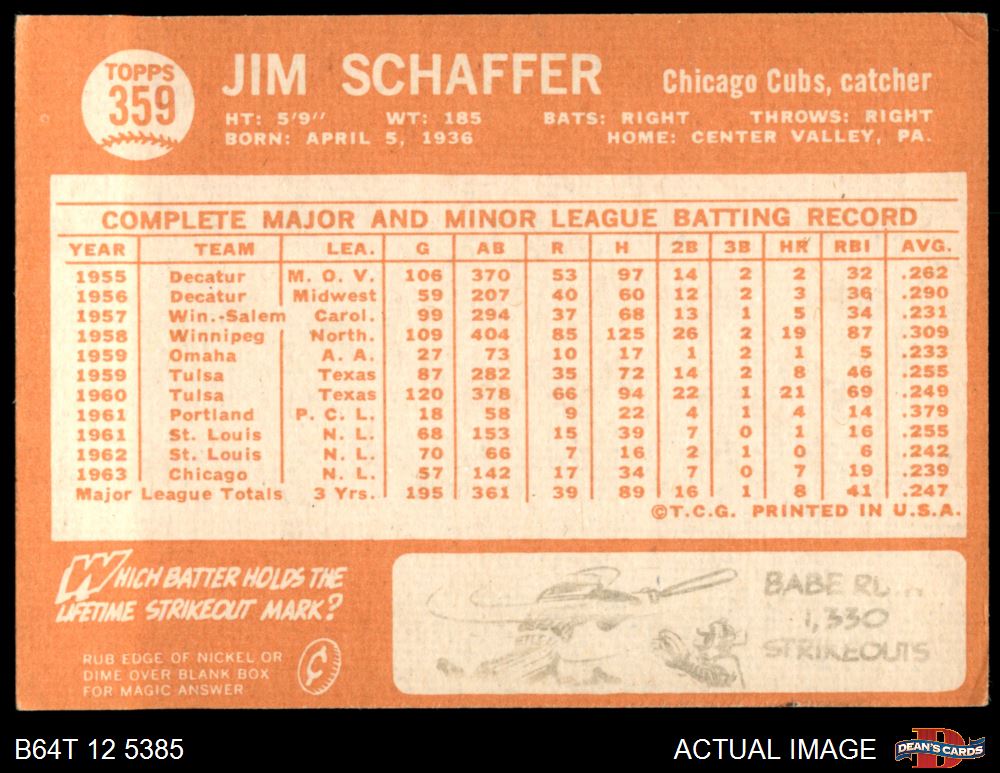 TOPPS
359
JIM SCHAFFER
Chicago Cubs, catcher
HT: 5'9" WT: 185 BATS: RIGHT THROWS: RIGHT
BORN: APRIL 5, 1936 HOME: CENTER VALLEY, PA.
COMPLETE MAJOR AND MINOR LEAGUE BATTING RECORD
YEAR TEAM LEA. G AB R H 2B 3B HR RBI AVG.
1955 Decatur M. O. V. 106 370 53 97 14 2 2 32 .262
1956 Decatur Midwest 59 207 40 60 12 2 3 36 .290
1957 Win.-Salem Carol. 99 294 37 68 13 1 5 34 .231
1958 Winnipeg North. 109 404 85 125 26 2 19 87 .309
1959 Omaha A. A. 27 73 10 17 1 2 1 5 .233
1959 Tulsa Texas 87 282 35 72 14 2 8 46 .255
1960 Tulsa Texas 120 378 66 94 22 1 21 69 .249
1961 Portland P. C. L. 18 58 9 22 4 1 4 14 .379
1961 St. Louis N. L. 68 153 15 39 7 0 1 16 .255
1962 St. Louis N. L. 70 66 7 16 2 1 0 6 .242
1963 Chicago N. L. 57 142 17 34 7 0 7 19 .239
Major League Totals 3 Yrs. 195 361 39 89 16 1 8 41 .247
©T.C.G. PRINTED IN U.S.A.
WHICH BATTER HOLDS THE
LIFETIME STRIKEOUT MARK?
RUB EDGE OF NICKEL OR
DIME OVER BLANK BOX
FOR MAGIC ANSWER
BABE
1,330
STRIKEOUTS
B64T 12 5385
ACTUAL IMAGE
DEAN'S CARDS